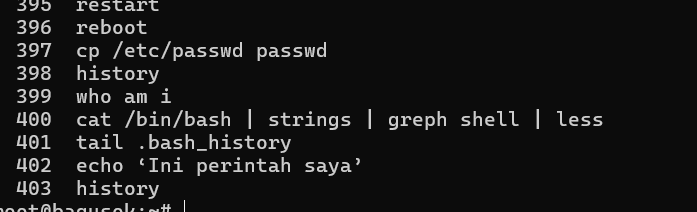 395 restart
396 reboot
397 cp /etc/passwd passwd
398 history
399 who am i
400 cat /bin/bash | strings | greph shell | less
401 tail .bash_history
402 echo ‘Ini perintah saya’
403 history
root@bagusok:~#